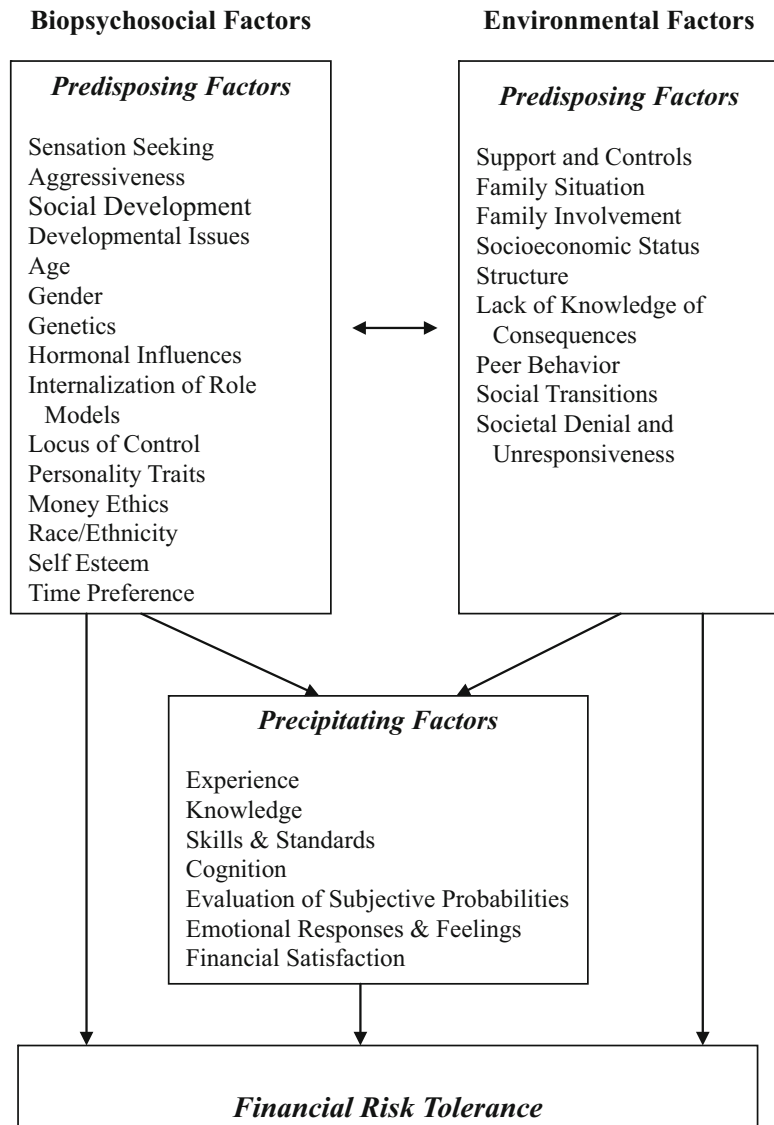 Biopsychosocial Factors
Environmental Factors
Predisposing Factors
Sensation Seeking
Aggressiveness
Social Development
Developmental Issues
Age
Gender
Genetics
Hormonal Influences
Internalization of Role
Models
Locus of Control
Personality Traits
Money Ethics
Race/Ethnicity
Self Esteem
Time Preference
Predisposing Factors
Support and Controls
Family Situation
Family Involvement
Socioeconomic Status
Structure
Lack of Knowledge of
Consequences
Peer Behavior
Social Transitions
Societal Denial and
Unresponsiveness
Precipitating Factors
Experience
Knowledge
Skills & Standards
Cognition
Evaluation of Subjective Probabilities
Emotional Responses & Feelings
Financial Satisfaction
Financial Risk Tolerance